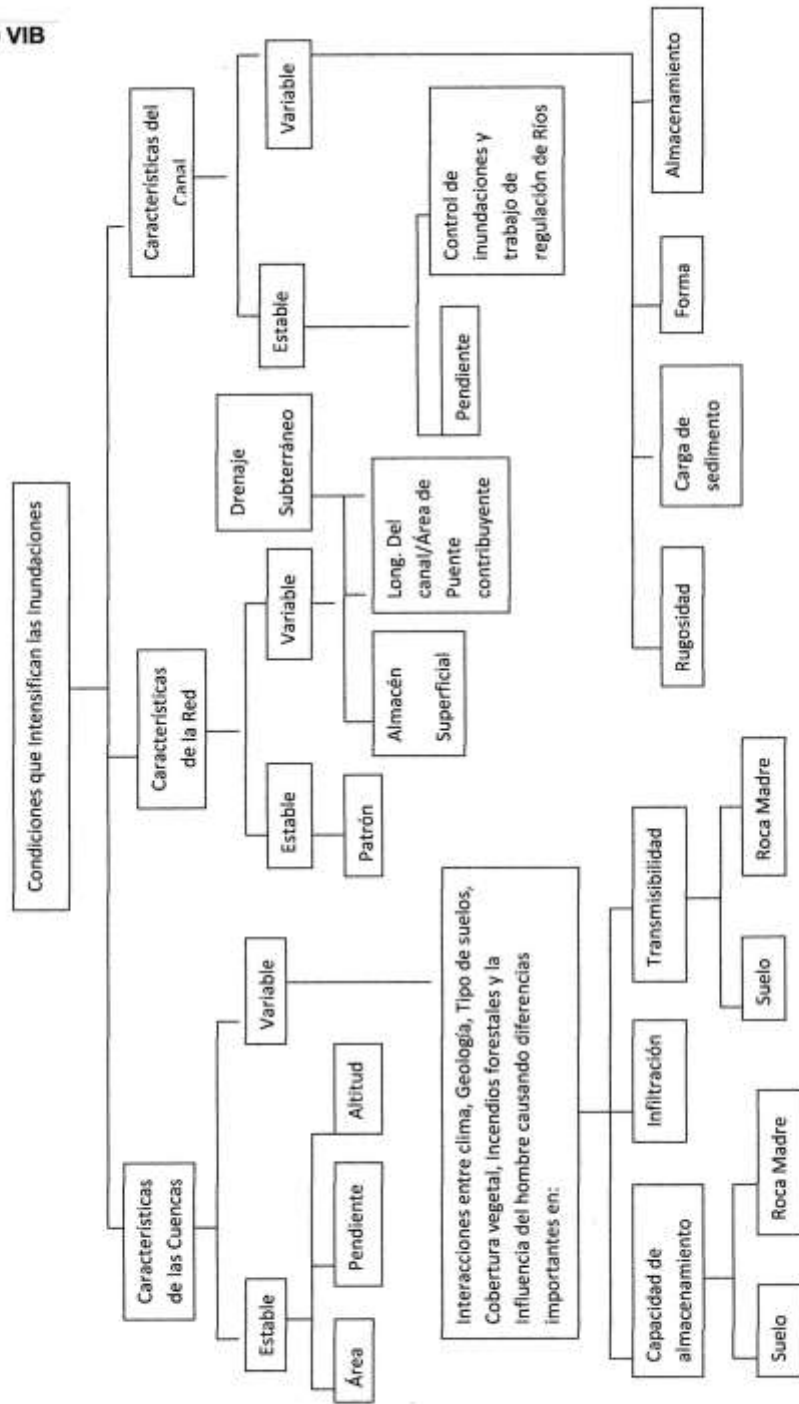 VIB
Condiciones que Intensifican las Inundaciones
Características
de las Cuencas
Características
de la Red
Características del
Canal
Estable
Variable
Estable
Variable
Estable
Variable
Área
Pendiente
Altitud
Patrón
Almacén
Superficial
Long. Del
canal/Área de
Puente
contribuyente
Drenaje
Subterráneo
Pendiente
Control de
inundaciones y
trabajo de
regulación de Ríos
Interacciones entre clima, Geología, Tipo de suelos,
Cobertura vegetal, Incendios forestales y la
Influencia del hombre causando diferencias
importantes en:
Capacidad de
almacenamiento
Infiltración
Transmisibilidad
Suelo
Roca Madre
Suelo
Roca Madre
Rugosidad
Carga de
sedimento
Forma
Almacenamiento